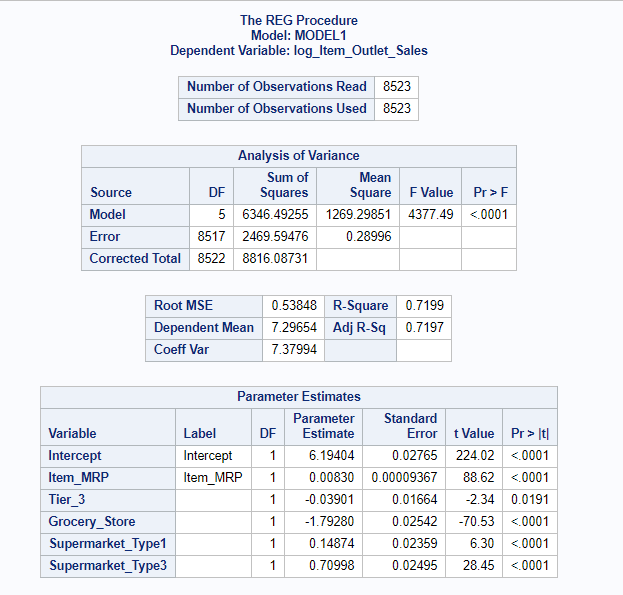 The REG Procedure
Model: MODEL1
Dependent Variable: log_Item_Outlet_Sales
Number of Observations Read 8523
Number of Observations Used 8523
Analysis of Variance
Source DF Sum of Squares Mean Square F Value Pr > F
Model 5 6346.49255 1269.29851 4377.49 <.0001
Error 8517 2469.59476 0.28996
Corrected Total 8522 8816.08731
Root MSE 0.53848 R-Square 0.7199
Dependent Mean 7.29654 Adj R-Sq 0.7197
Coeff Var 7.37994
Parameter Estimates
Variable Label DF Parameter Estimate Standard Error t Value Pr > |t|
Intercept Intercept 1 6.19404 0.02765 224.02 <.0001
Item_MRP Item_MRP 1 0.00830 0.00009367 88.62 <.0001
Tier_3 1 -0.03901 0.01664 -2.34 0.0191
Grocery_Store 1 -1.79280 0.02542 -70.53 <.0001
Supermarket_Type1 1 0.14874 0.02359 6.30 <.0001
Supermarket_Type3 1 0.70998 0.02495 28.45 <.0001